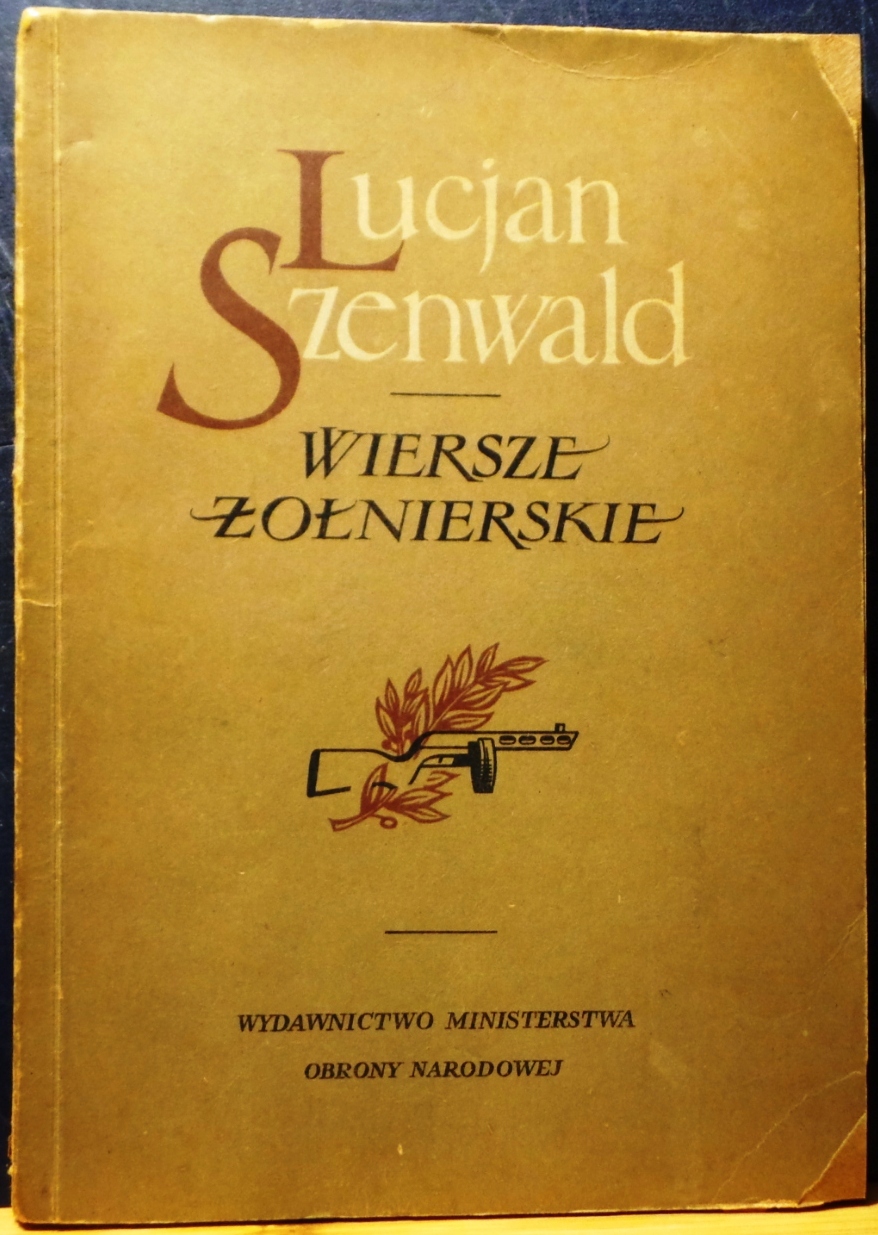 Lucjan
Szenwald
WIERSZE
ŻOŁNIERSKIE
WYDAWNICTWO MINISTERSTWA
OBRONY NARODOWEJ